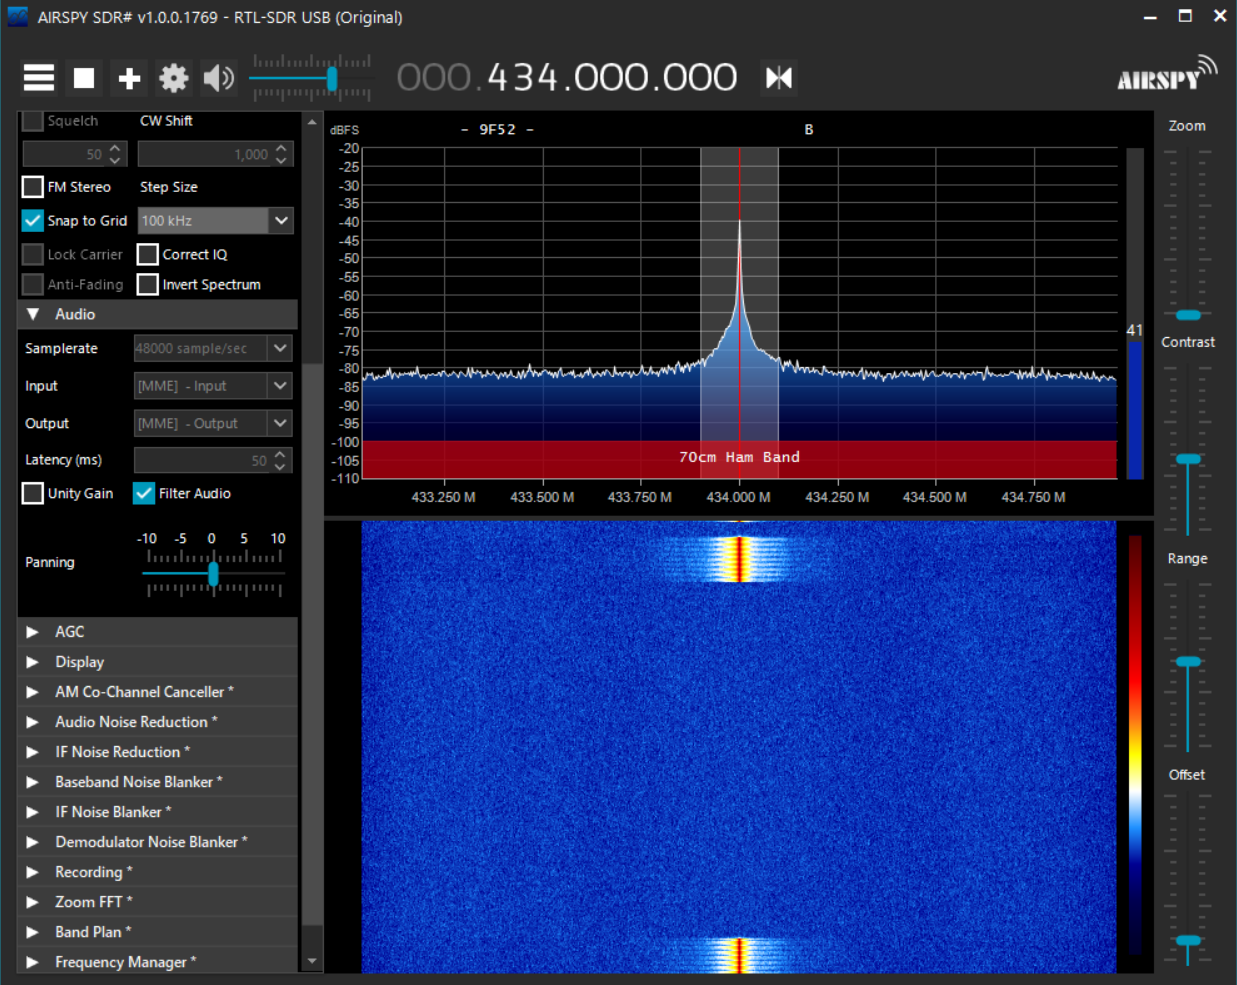 AIRSPY SDR# v1.0.0.1769 - RTL-SDR USB (Original)
000.434.000.000
AIRSPY
Squelch CW Shift
50 1,000
FM Stereo Step Size
Snap to Grid 100 kHz
Lock Carrier Correct IQ
Anti-Fading Invert Spectrum
Audio
Samplerate 48000 sample/sec
Input [MME] - Input
Output [MME] - Output
Latency (ms) 50
Unity Gain Filter Audio
-10 -5 0 5 10
Panning
AGC
Display
AM Co-Channel Canceller *
Audio Noise Reduction *
IF Noise Reduction *
Baseband Noise Blanker *
IF Noise Blanker *
Demodulator Noise Blanker *
Recording *
Zoom FFT *
Band Plan *
Frequency Manager *
dBFS - 9F52 - B
-20
-25
-30
-35
-40
-45
-50
-55
-60
-65
-70
-75
-80
-85
-90
-95
-100
-105
-110
70cm Ham Band
433.250 M 433.500 M 433.750 M 434.000 M 434.250 M 434.500 M 434.750 M
41
Zoom
Contrast
Range
Offset